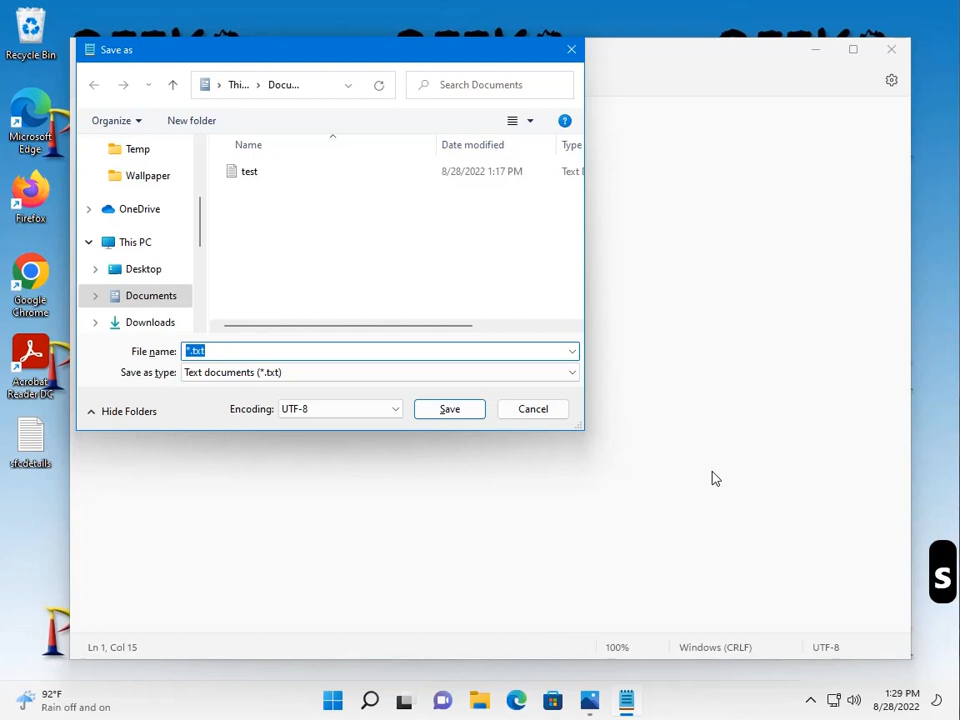 Recycle Bin
Microsoft
Edge
Firefox
Google
Chrome
Acrobat
Reader DC
sfcdetails
Save as
Thi... > Docu...
Search Documents
Organize
New folder
Name
Date modified
Type
Temp
Wallpaper
OneDrive
This PC
Desktop
Documents
Downloads
test
8/28/2022 1:17 PM
Text
File name:
*.txt
Save as type:
Text documents (*.txt)
Hide Folders
Encoding:
UTF-8
Save
Cancel
s
Ln 1, Col 15
100%
Windows (CRLF)
UTF-8
92°F
Rain off and on
1:29 PM
8/28/2022